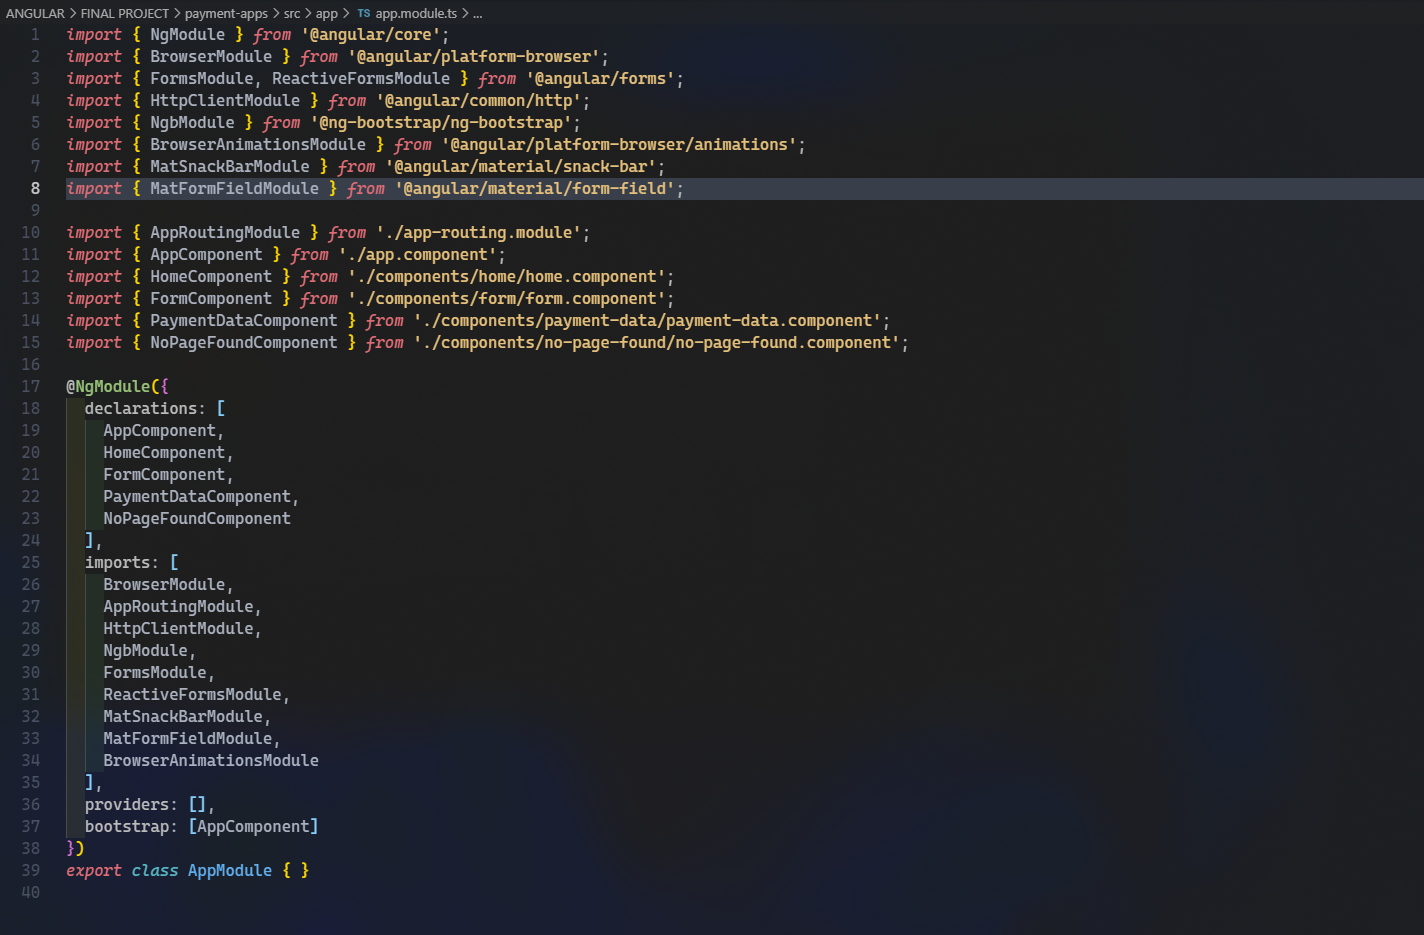 ANGULAR > FINAL PROJECT > payment-apps > src > app > TS app.module.ts > ...
1 import { NgModule } from '@angular/core';
2 import { BrowserModule } from '@angular/platform-browser';
3 import { FormsModule, ReactiveFormsModule } from '@angular/forms';
4 import { HttpClientModule } from '@angular/common/http';
5 import { NgbModule } from '@ng-bootstrap/ng-bootstrap';
6 import { BrowserAnimationsModule } from '@angular/platform-browser/animations';
7 import { MatSnackBarModule } from '@angular/material/snack-bar';
8 import { MatFormFieldModule } from '@angular/material/form-field';
9
10 import { AppRoutingModule } from './app-routing.module';
11 import { AppComponent } from './app.component';
12 import { HomeComponent } from './components/home/home.component';
13 import { FormComponent } from './components/form/form.component';
14 import { PaymentDataComponent } from './components/payment-data/payment-data.component';
15 import { NoPageFoundComponent } from './components/no-page-found/no-page-found.component';
16
17 @NgModule({
18   declarations: [
19     AppComponent,
20     HomeComponent,
21     FormComponent,
22     PaymentDataComponent,
23     NoPageFoundComponent
24   ],
25   imports: [
26     BrowserModule,
27     AppRoutingModule,
28     HttpClientModule,
29     NgbModule,
30     FormsModule,
31     ReactiveFormsModule,
32     MatSnackBarModule,
33     MatFormFieldModule,
34     BrowserAnimationsModule
35   ],
36   providers: [],
37   bootstrap: [AppComponent]
38 })
39 export class AppModule { }
40